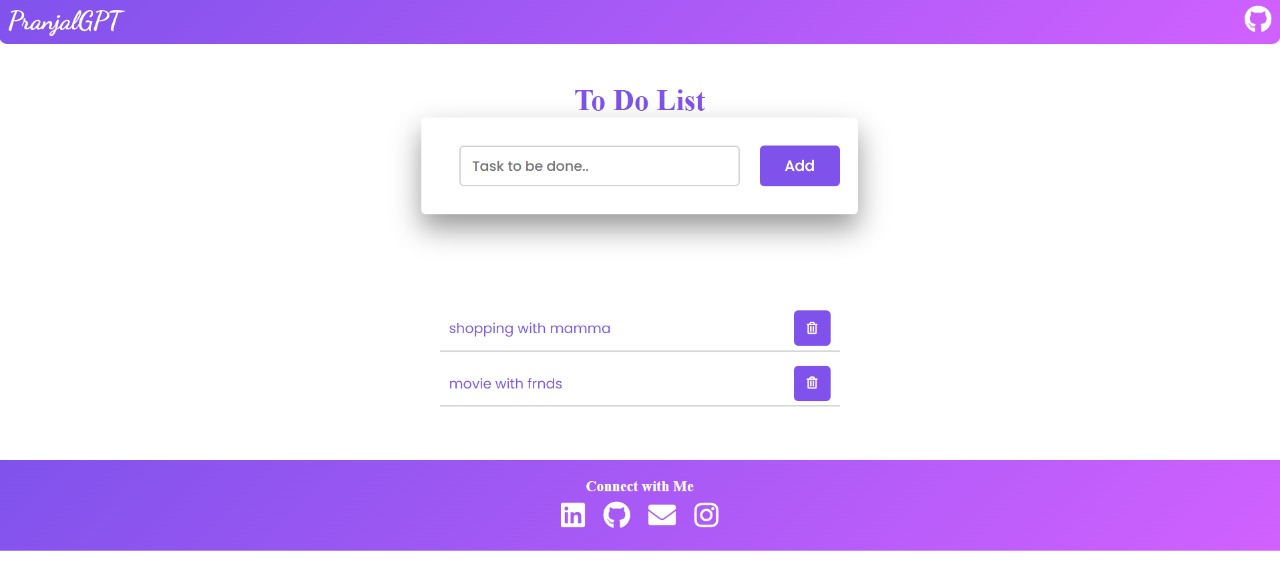 PranjalGPT
To Do List
Task to be done..
Add
shopping with mamma
movie with frnds
Connect with Me